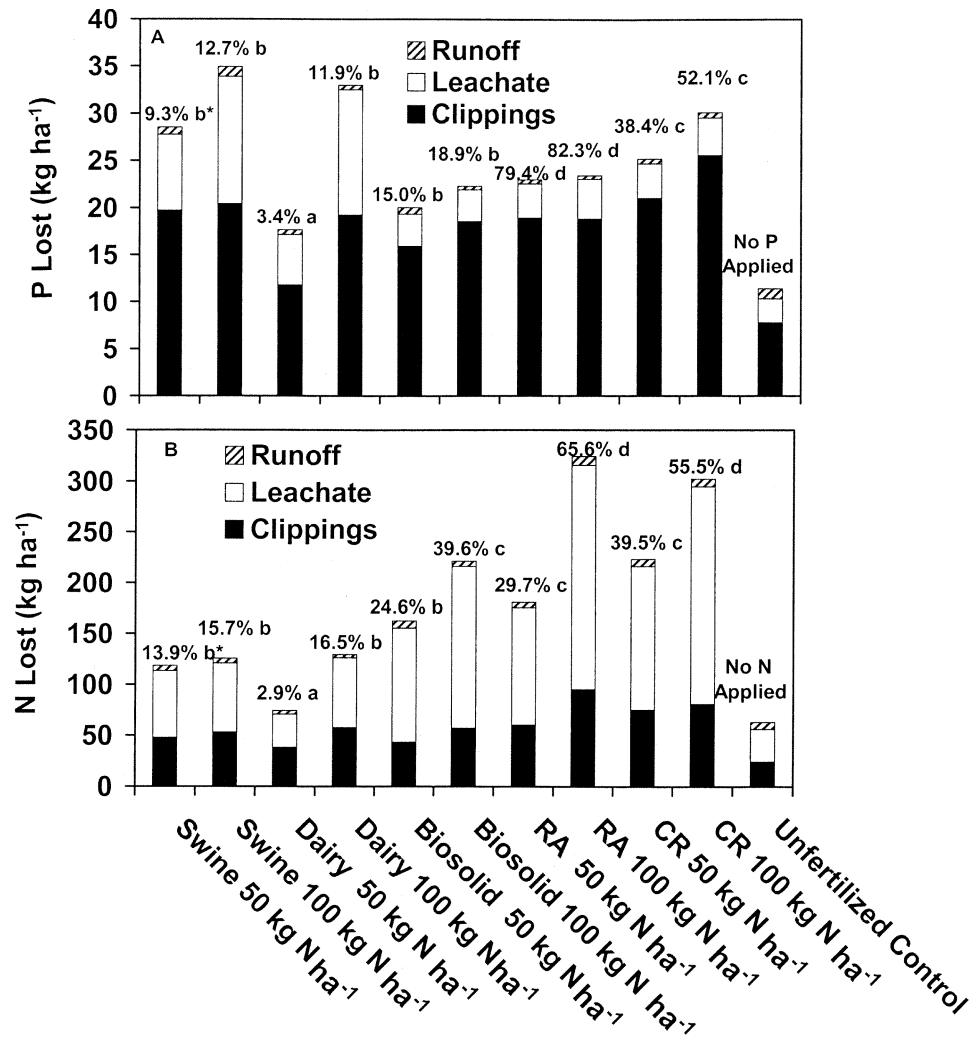 A
40
35
30
25
20
15
10
5
0
P Lost (kg ha-1)
Runoff
Leachate
Clippings
9.3% b*
12.7% b
3.4% a
11.9% b
15.0% b
18.9% b
79.4% d
82.3% d
38.4% c
52.1% c
No P
Applied
B
350
300
250
200
150
100
50
0
N Lost (kg ha-1)
Runoff
Leachate
Clippings
13.9% b*
15.7% b
2.9% a
16.5% b
24.6% b
39.6% c
29.7% c
65.6% d
39.5% c
55.5% d
No N
Applied
Swine 50 kg N ha-1
Swine 100 kg N ha-1
Dairy 50 kg N ha-1
Dairy 100 kg N ha-1
Biosolid 50 kg N ha-1
Biosolid 100 kg N ha-1
RA 50 kg N ha-1
RA 100 kg N ha-1
CR 50 kg N ha-1
CR 100 kg N ha-1
Unfertilized Control